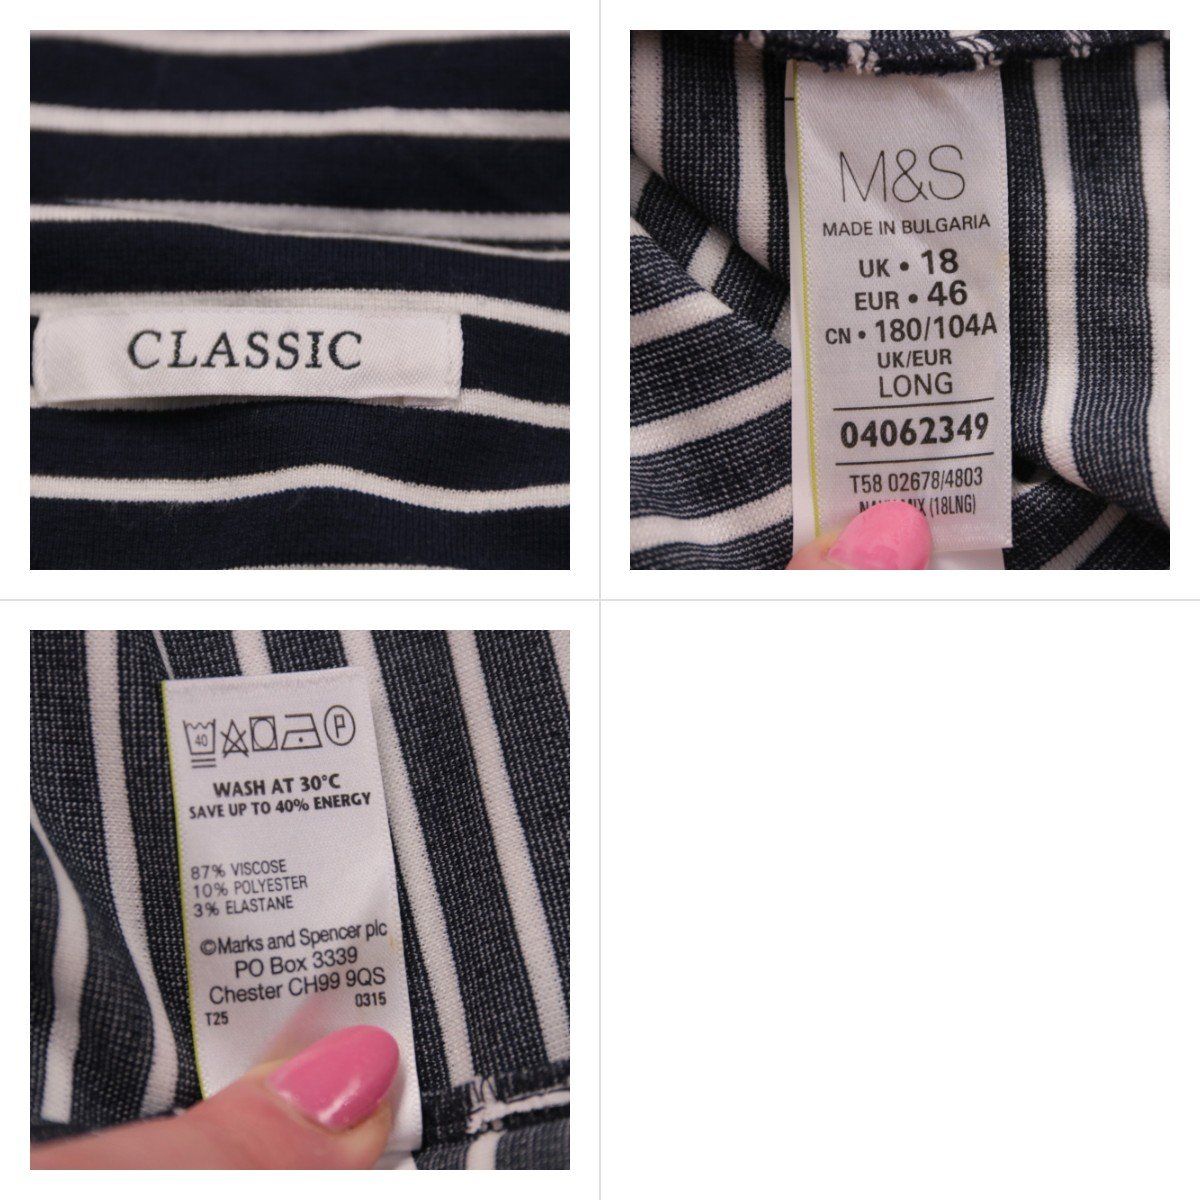 CLASSIC
M&S
MADE IN BULGARIA
UK • 18
EUR • 46
CN • 180/104A
UK/EUR
LONG
04062349
T58 02678/4803
(18LNG)
40
P
WASH AT 30°C
SAVE UP TO 40% ENERGY
87% VISCOSE
10% POLYESTER
3% ELASTANE
©Marks and Spencer plc
PO Box 3339
Chester CH99 9QS
T25 0315